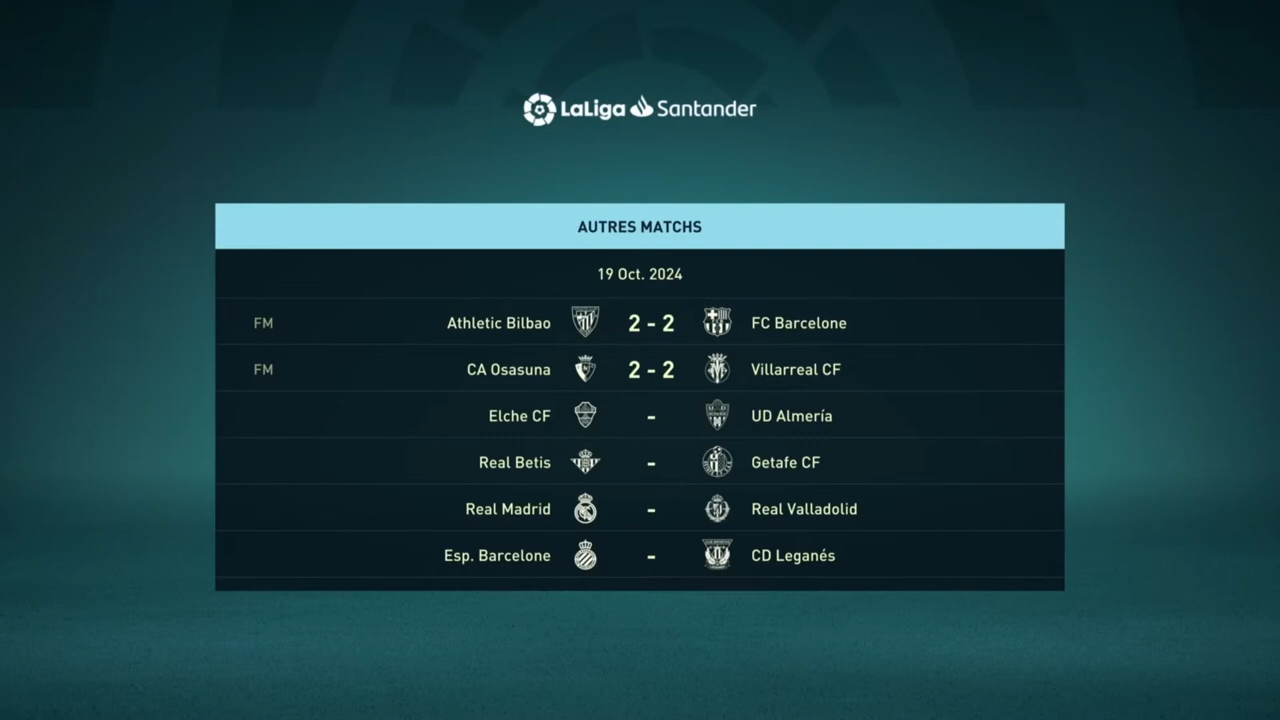 LaLiga Santander
AUTRES MATCHS
19 Oct. 2024
FM Athletic Bilbao 2 - 2 FC Barcelone
FM CA Osasuna 2 - 2 Villarreal CF
Elche CF - UD Almería
Real Betis - Getafe CF
Real Madrid - Real Valladolid
Esp. Barcelone - CD Leganés